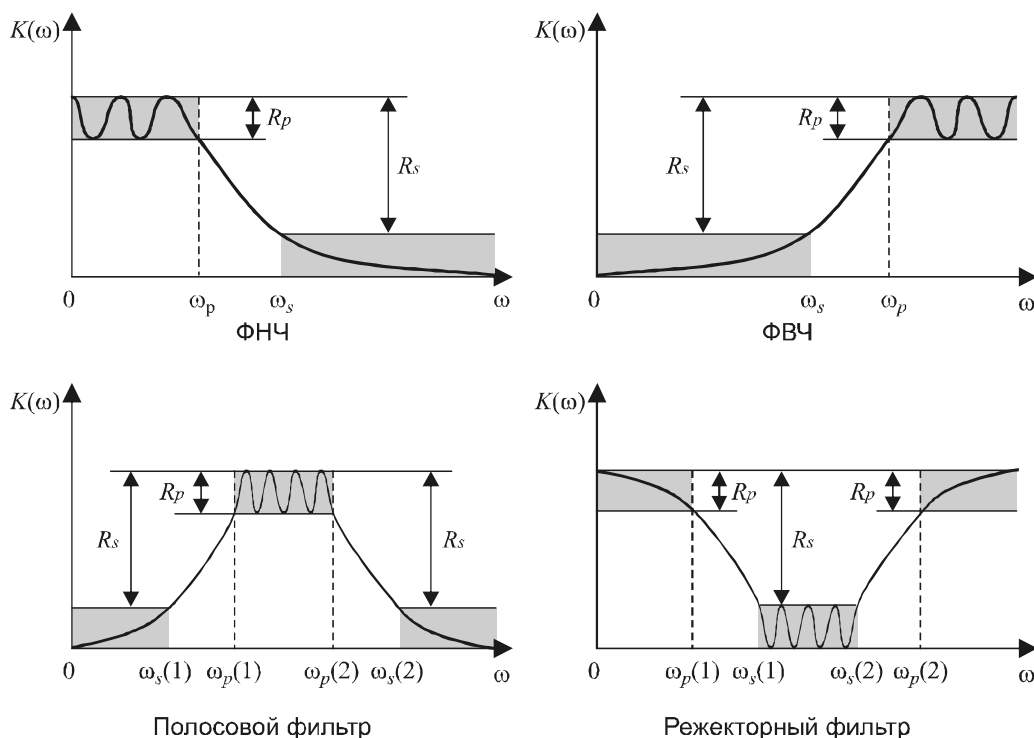 K(ω)
Rp
Rs
0
ωp
ωs
ω
ФНЧ
K(ω)
Rp
Rs
0
ωs
ωp
ω
ФВЧ
K(ω)
Rp
Rs
Rs
0
ωs(1)
ωp(1)
ωp(2)
ωs(2)
ω
Полосовой фильтр
K(ω)
Rp
Rp
Rs
0
ωp(1)
ωs(1)
ωs(2)
ωp(2)
ω
Режекторный фильтр